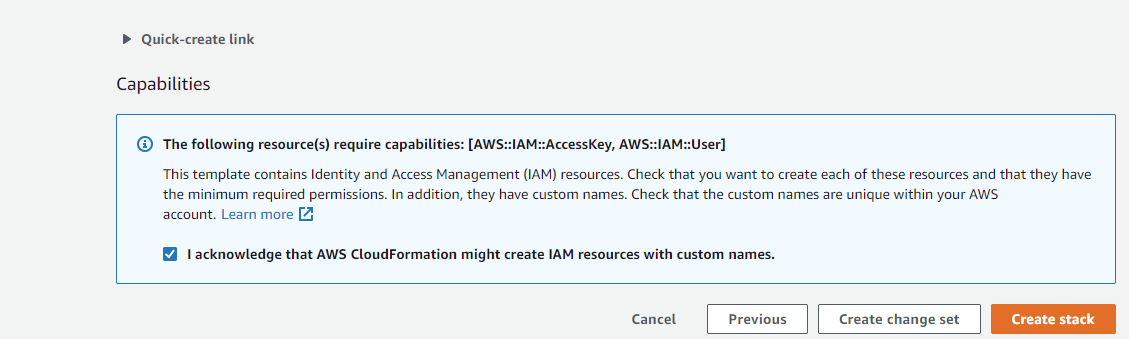 Quick-create link
Capabilities
The following resource(s) require capabilities: [AWS::IAM::AccessKey, AWS::IAM::User]
This template contains Identity and Access Management (IAM) resources. Check that you want to create each of these resources and that they have
the minimum required permissions. In addition, they have custom names. Check that the custom names are unique within your AWS
account. Learn more
I acknowledge that AWS CloudFormation might create IAM resources with custom names.
Cancel Previous Create change set Create stack